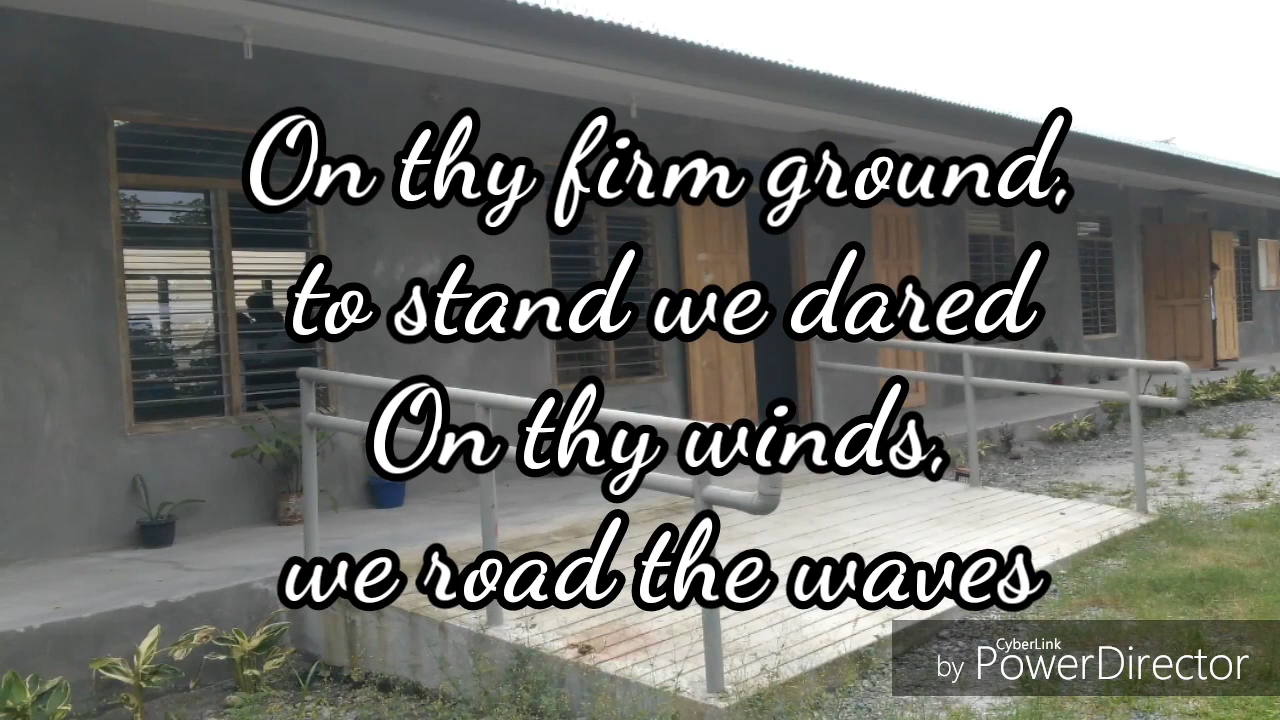 On thy firm ground,
to stand we dared
On thy winds,
we road the waves
CyberLink
by PowerDirector